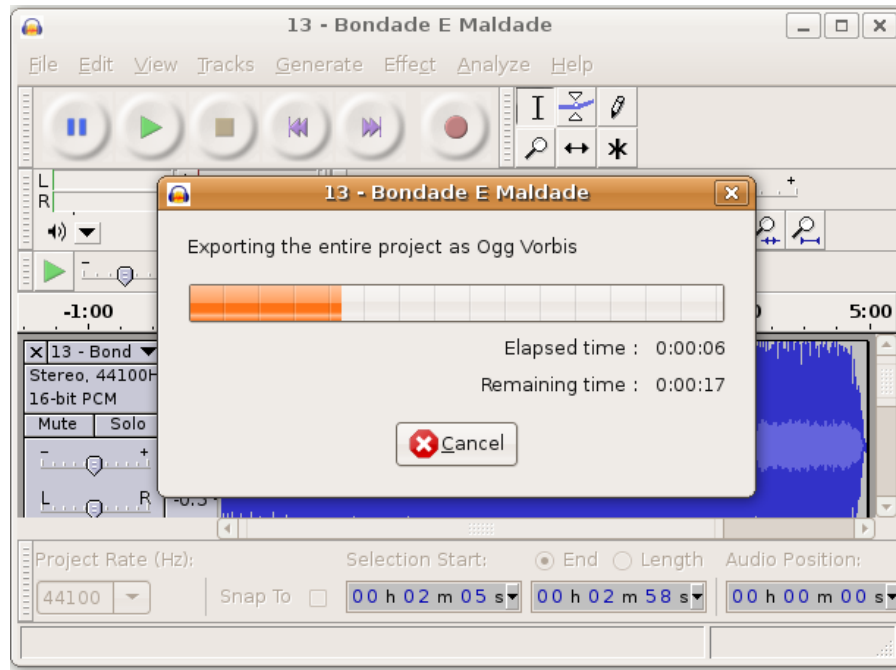 13 - Bondade E Maldade
File Edit View Tracks Generate Effect Analyze Help
L
R
13 - Bondade E Maldade
Exporting the entire project as Ogg Vorbis
Elapsed time : 0:00:06
Remaining time : 0:00:17
Cancel
-1:00 5:00
13 - Bond
Stereo, 44100H
16-bit PCM
Mute Solo
- +
L R
Project Rate (Hz): Selection Start: End Length Audio Position:
44100 Snap To 00 h 02 m 05 s 00 h 02 m 58 s 00 h 00 m 00 s